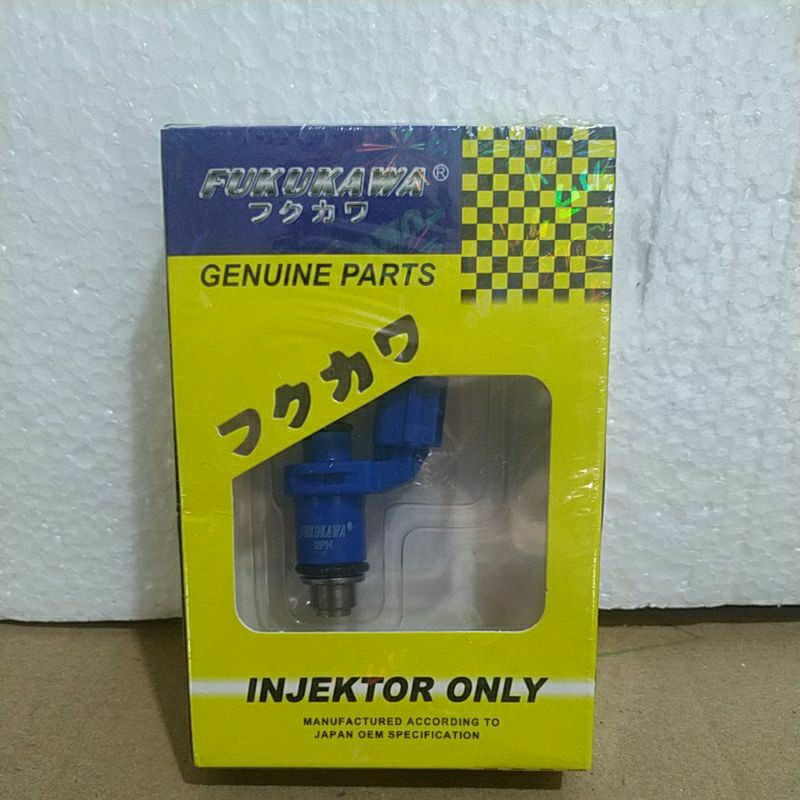 FUKUKAWA®
フクカワ
GENUINE PARTS
フクカワ
FUKUKAWA®
2PH
INJEKTOR ONLY
MANUFACTURED ACCORDING TO
JAPAN OEM SPECIFICATION